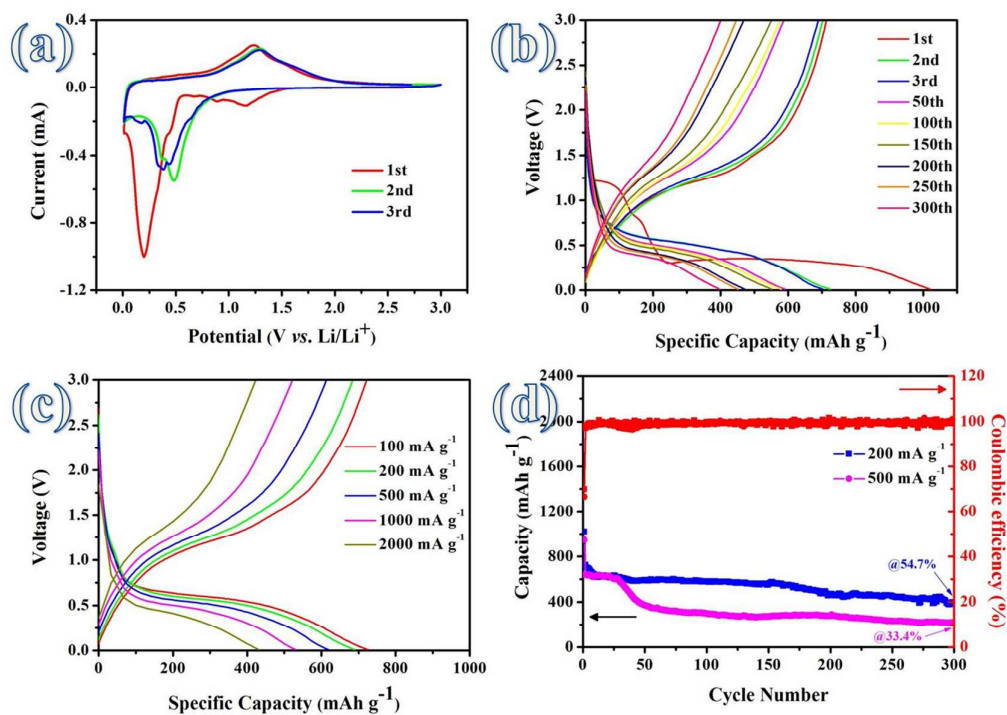 (a)
0.4
0.0
-0.4
-0.8
-1.2
Current (mA)
1st
2nd
3rd
0.0 0.5 1.0 1.5 2.0 2.5 3.0
Potential (V vs. Li/Li+)
(b)
3.0
2.5
2.0
1.5
1.0
0.5
0.0
Voltage (V)
1st
2nd
3rd
50th
100th
150th
200th
250th
300th
0 200 400 600 800 1000
Specific Capacity (mAh g-1)
(c)
3.0
2.5
2.0
1.5
1.0
0.5
0.0
Voltage (V)
100 mA g-1
200 mA g-1
500 mA g-1
1000 mA g-1
2000 mA g-1
0 200 400 600 800 1000
Specific Capacity (mAh g-1)
(d)
2400
2000
1600
1200
800
400
0
Capacity (mAh g-1)
200 mA g-1
500 mA g-1
@54.7%
@33.4%
120
100
80
60
40
20
0
Coulombic efficiency (%)
0 50 100 150 200 250 300
Cycle Number